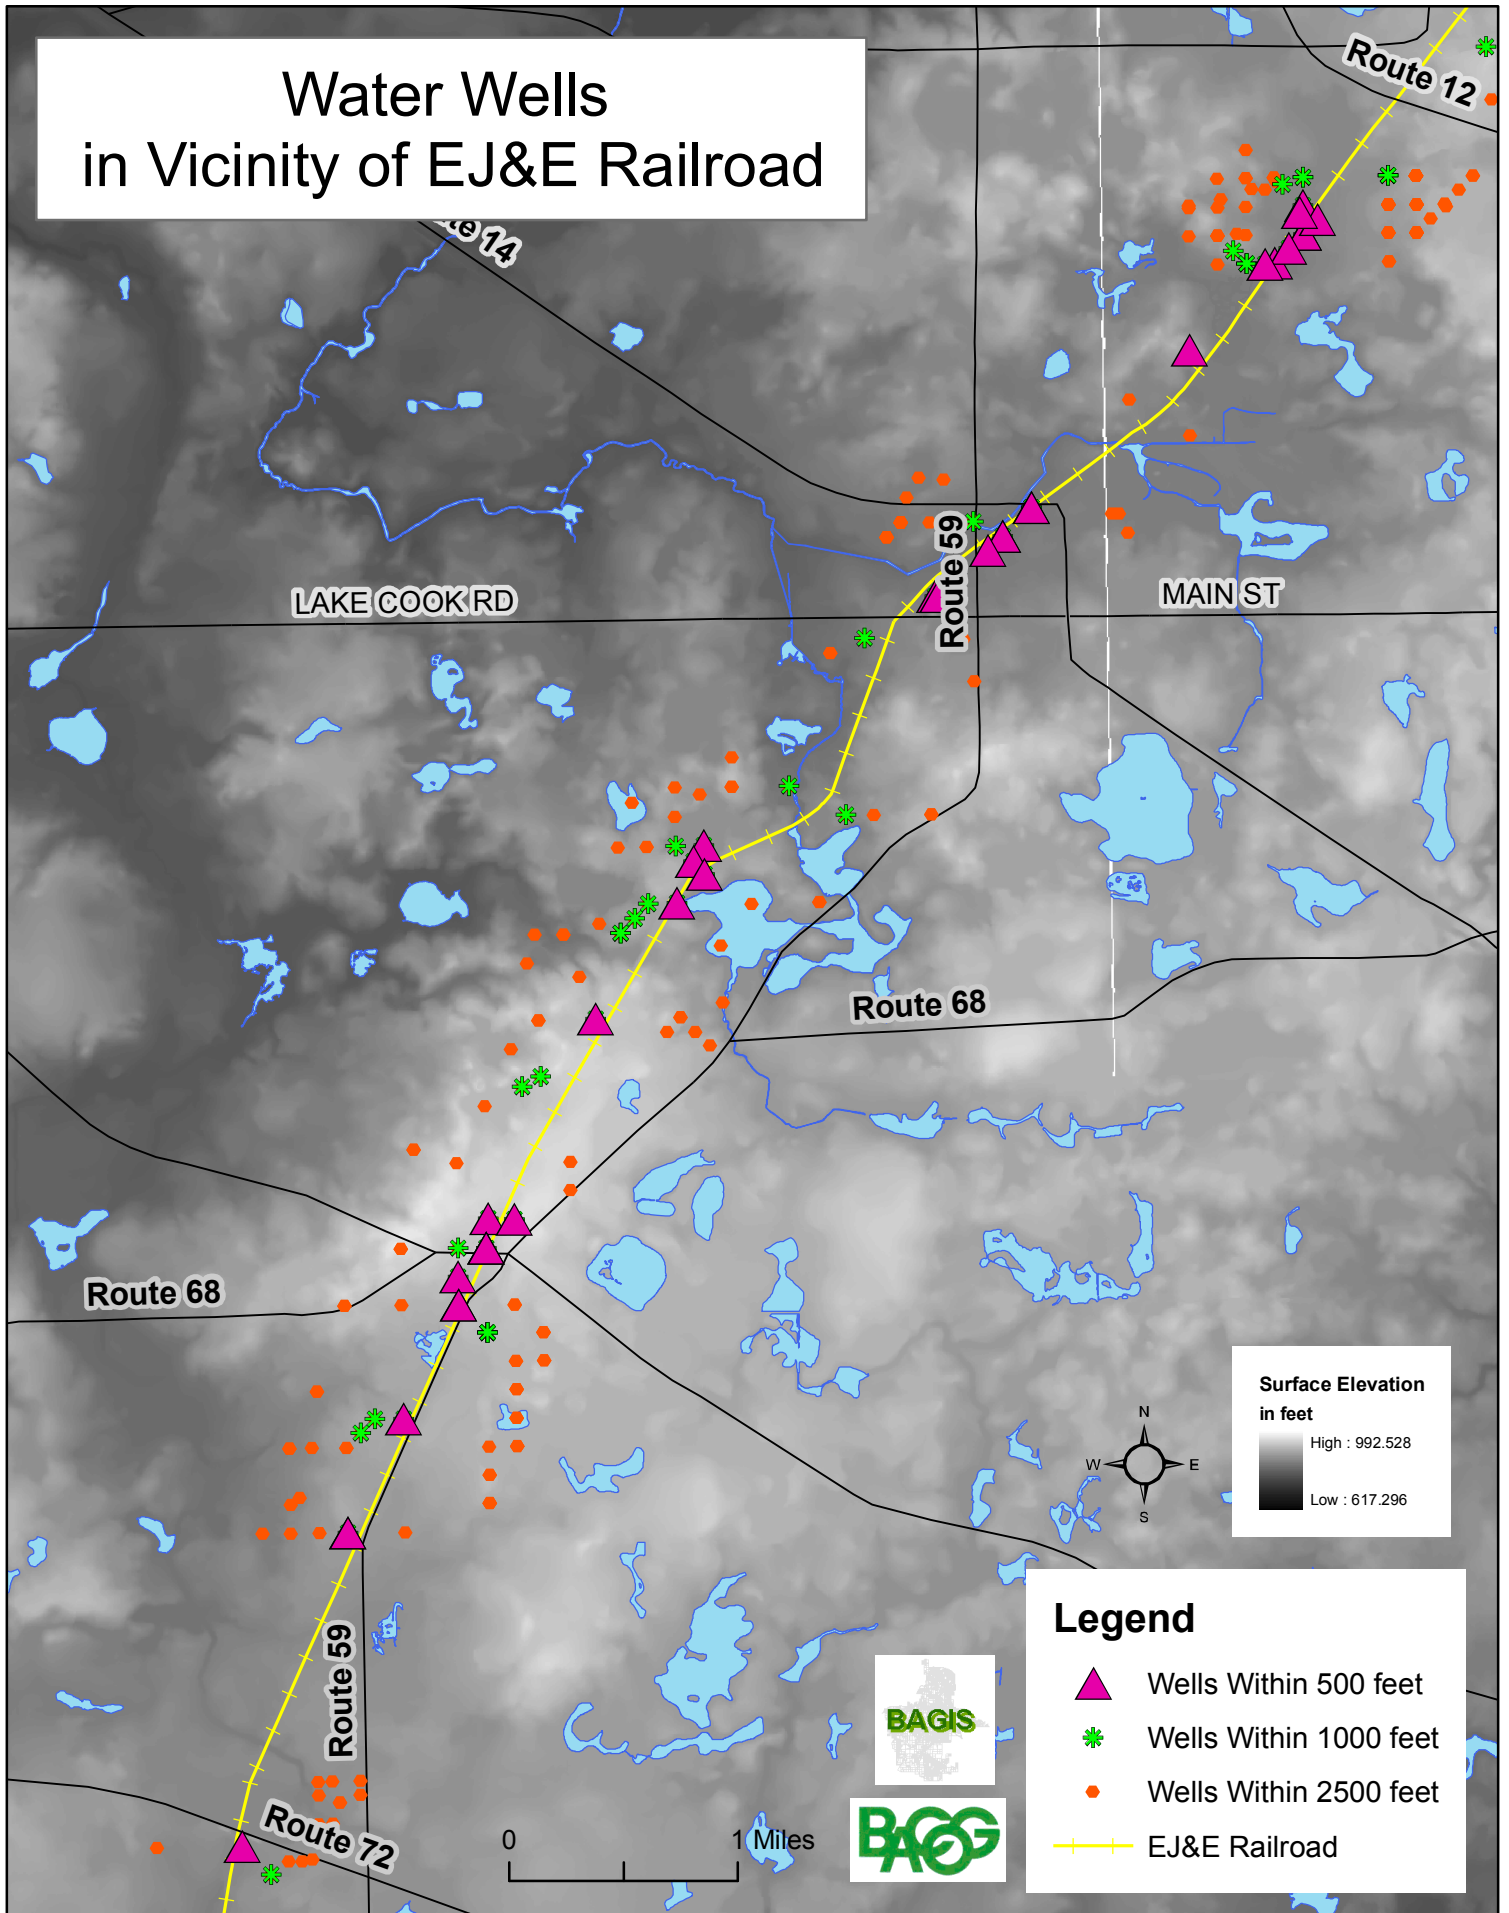 Water Wells
in Vicinity of EJ&E Railroad
Route 12
14
LAKE COOK RD
Route 59
MAIN ST
Route 68
Route 68
Surface Elevation
in feet
High : 992.528
Low : 617.296
N
W
E
S
Route 59
Route 72
0
1 Miles
BAGIS
BACOG
Legend
Wells Within 500 feet
Wells Within 1000 feet
Wells Within 2500 feet
EJ&E Railroad